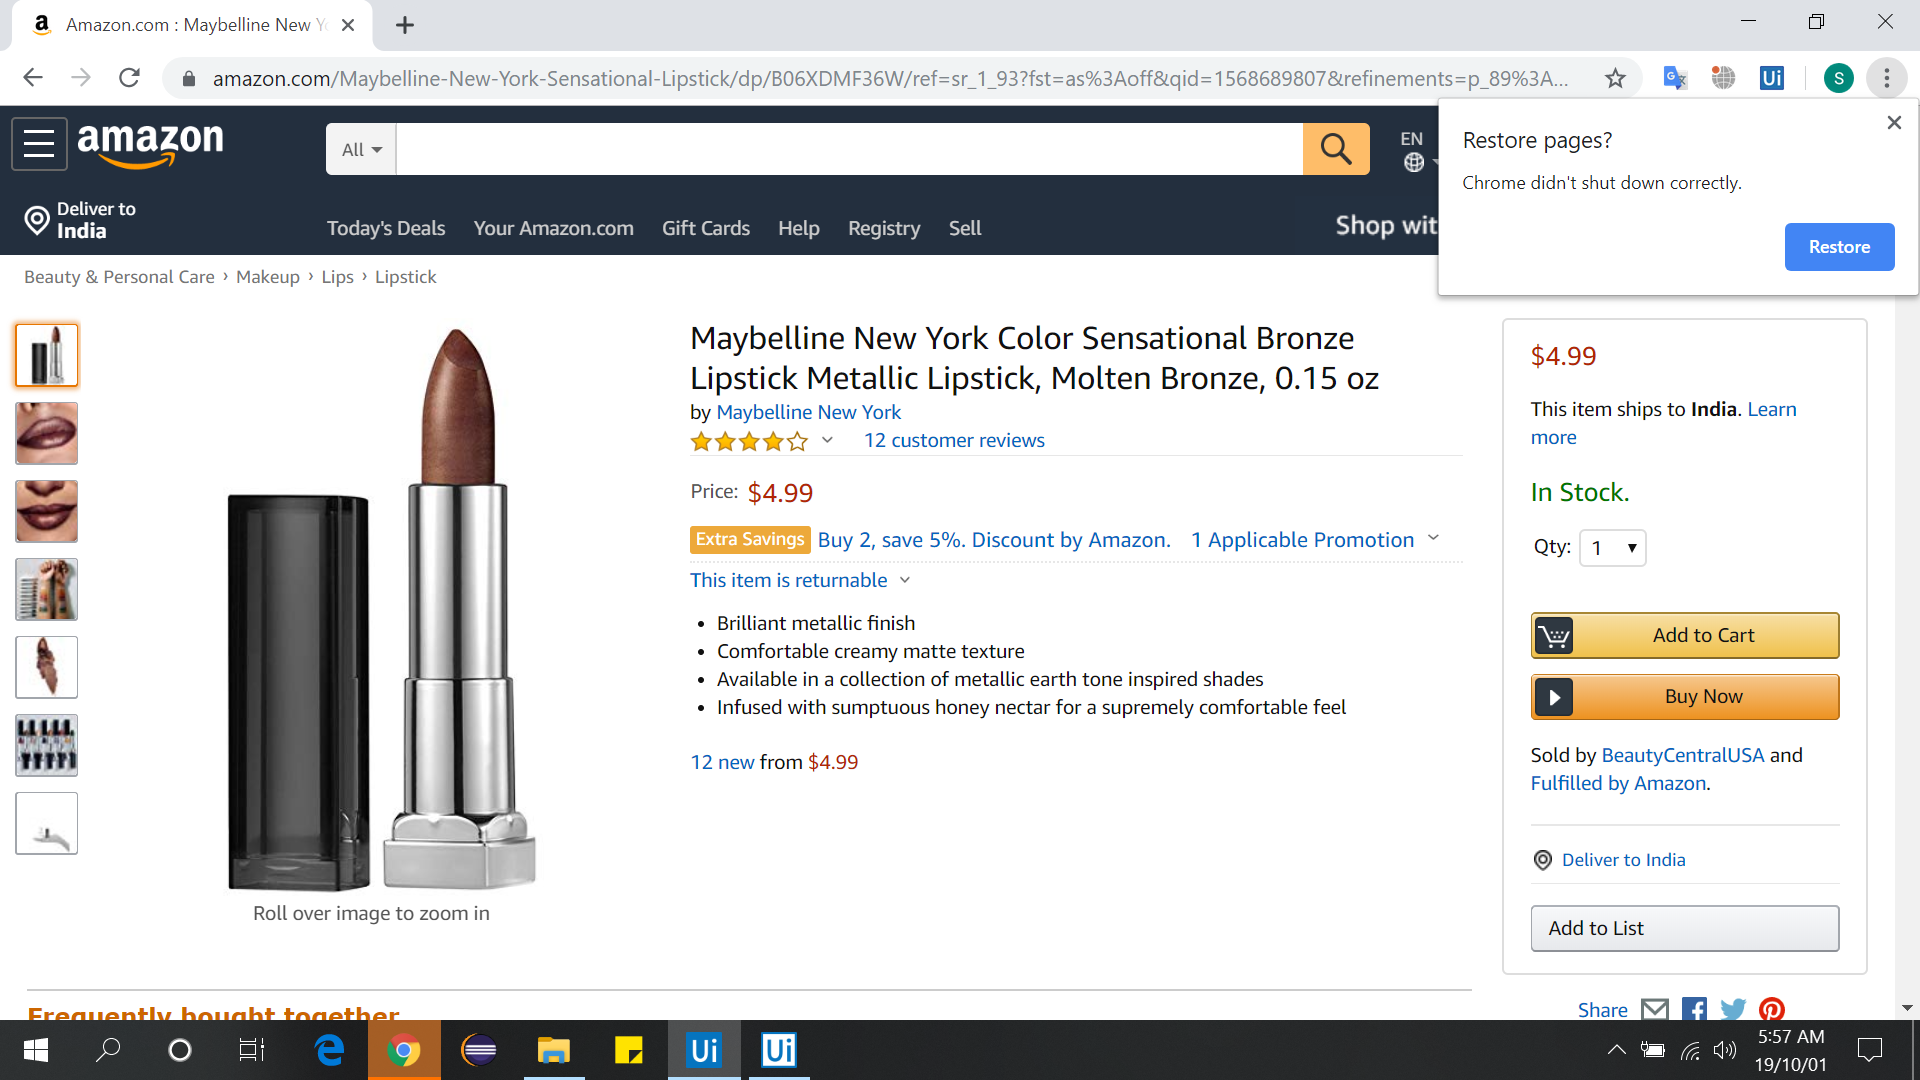 Amazon.com : Maybelline New Y
amazon.com/Maybelline-New-York-Sensational-Lipstick/dp/B06XDMF36W/ref=sr_1_93?fst=as%3Aoff&qid=1568689807&refinements=p_89%3A...
S
Ui
Restore pages?
Chrome didn't shut down correctly.
Restore
amazon
All
EN
Deliver to
India
Today's Deals
Your Amazon.com
Gift Cards
Help
Registry
Sell
Shop wit
Beauty & Personal Care › Makeup › Lips › Lipstick
Maybelline New York Color Sensational Bronze
Lipstick Metallic Lipstick, Molten Bronze, 0.15 oz
by Maybelline New York
12 customer reviews
Price: $4.99
Extra Savings Buy 2, save 5%. Discount by Amazon. 1 Applicable Promotion
This item is returnable
• Brilliant metallic finish
• Comfortable creamy matte texture
• Available in a collection of metallic earth tone inspired shades
• Infused with sumptuous honey nectar for a supremely comfortable feel
12 new from $4.99
Roll over image to zoom in
$4.99
This item ships to India. Learn
more
In Stock.
Qty: 1
Add to Cart
Buy Now
Sold by BeautyCentralUSA and
Fulfilled by Amazon.
Deliver to India
Add to List
Share
Frequently bought together
Ui
Ui
5:57 AM
19/10/01